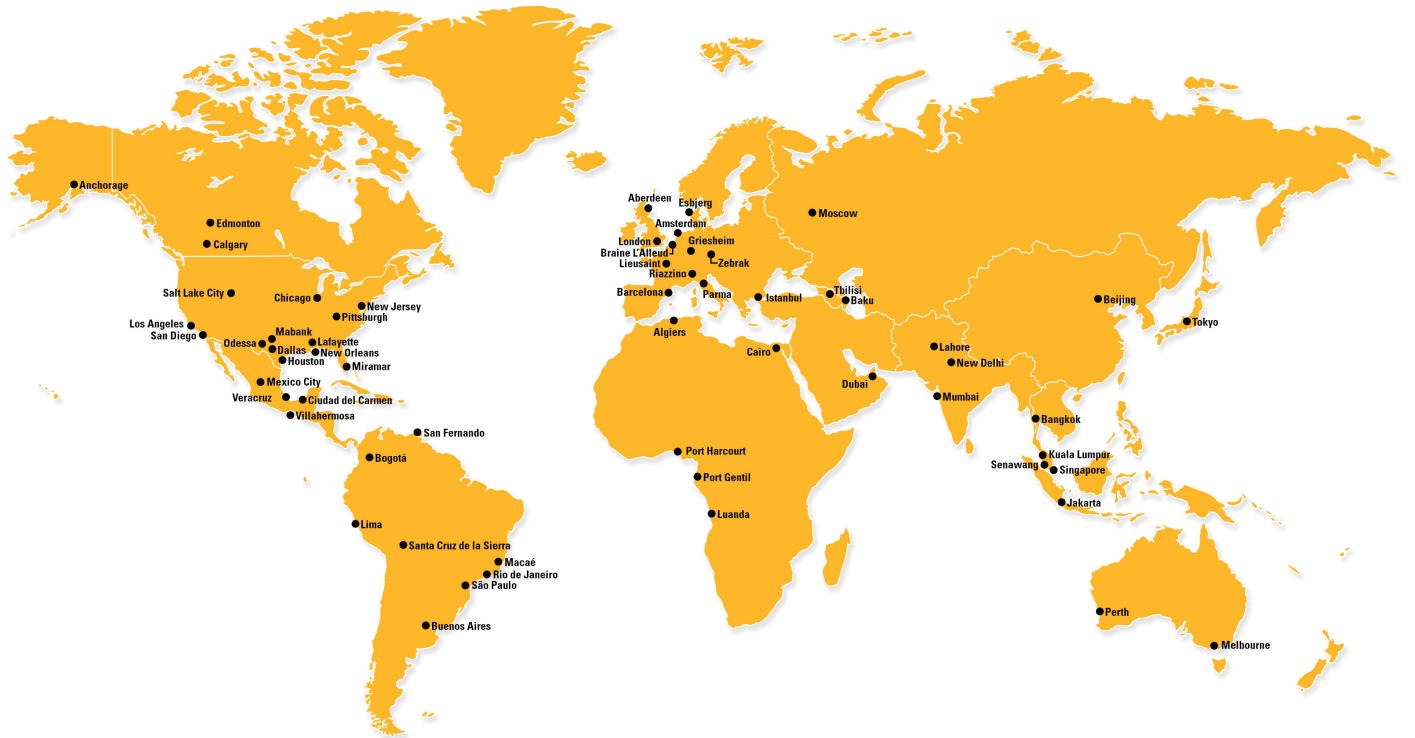 Anchorage
Edmonton
Calgary
Salt Lake City
Chicago
New Jersey
Pittsburgh
Los Angeles
San Diego
Mabank
Odessa
Dallas
Lafayette
New Orleans
Houston
Miramar
Mexico City
Veracruz
Ciudad del Carmen
Villahermosa
San Fernando
Bogotá
Lima
Santa Cruz de la Sierra
Macaé
Rio de Janeiro
São Paulo
Buenos Aires
Aberdeen
Esbjerg
Amsterdam
London
Griesheim
Braine L'Alleud
Zebrak
Lieusaint
Riazzino
Barcelona
Parma
Istanbul
Tbilisi
Baku
Moscow
Algiers
Cairo
Dubai
Port Harcourt
Port Gentil
Luanda
Lahore
New Delhi
Mumbai
Beijing
Tokyo
Bangkok
Kuala Lumpur
Senawang
Singapore
Jakarta
Perth
Melbourne